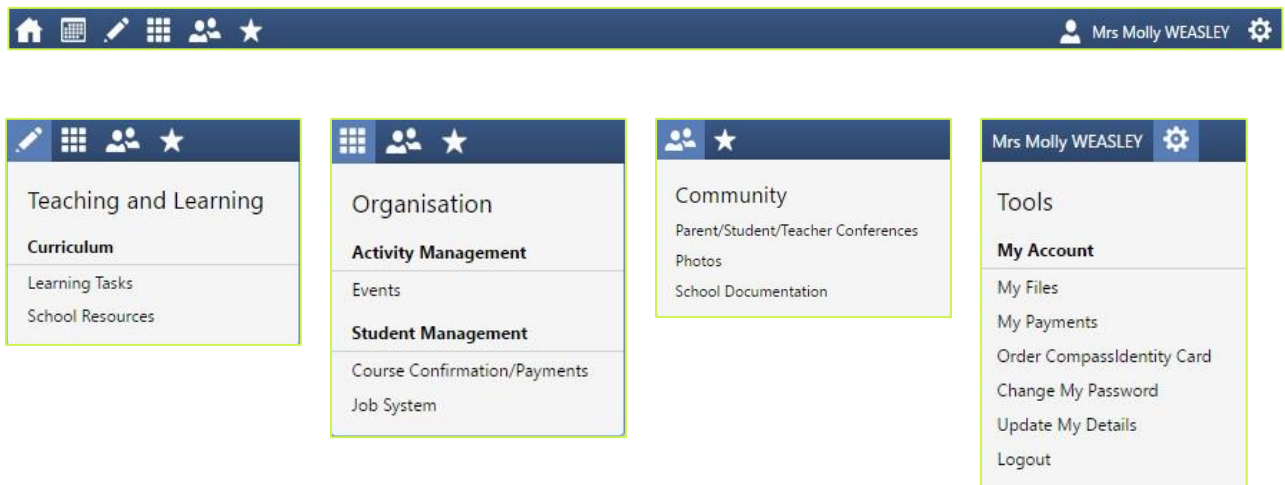 Mrs Molly WEASLEY
Teaching and Learning
Curriculum
Learning Tasks
School Resources
Organisation
Activity Management
Events
Student Management
Course Confirmation/Payments
Job System
Community
Parent/Student/Teacher Conferences
Photos
School Documentation
Mrs Molly WEASLEY
Tools
My Account
My Files
My Payments
Order CompassIdentity Card
Change My Password
Update My Details
Logout